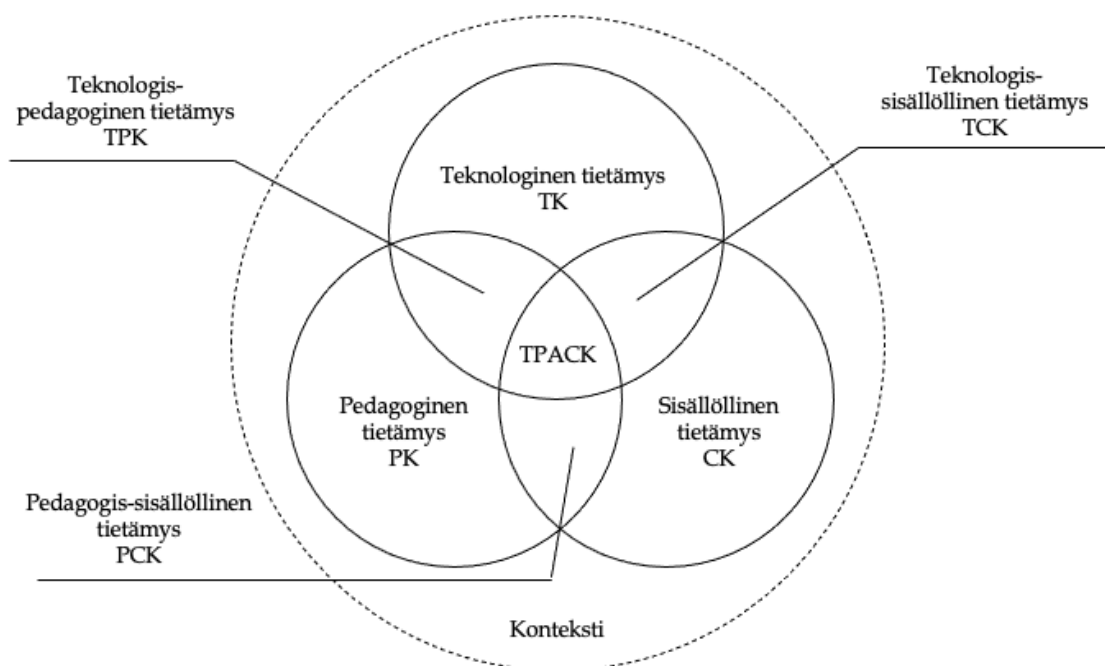 Teknologis-
pedagoginen tietämys
TPK
Teknologis-
sisällöllinen tietämys
TCK
Teknologinen tietämys
TK
TPACK
Pedagoginen
tietämys
PK
Sisällöllinen
tietämys
CK
Pedagogis-sisällöllinen
tietämys
PCK
Konteksti